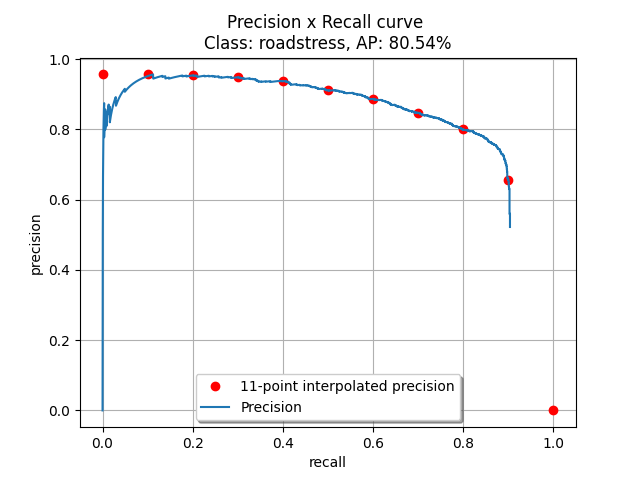 Precision x Recall curve
Class: roadstress, AP: 80.54%
1.0
0.8
0.6
0.4
0.2
0.0
precision
11-point interpolated precision
Precision
0.0 0.2 0.4 0.6 0.8 1.0
recall